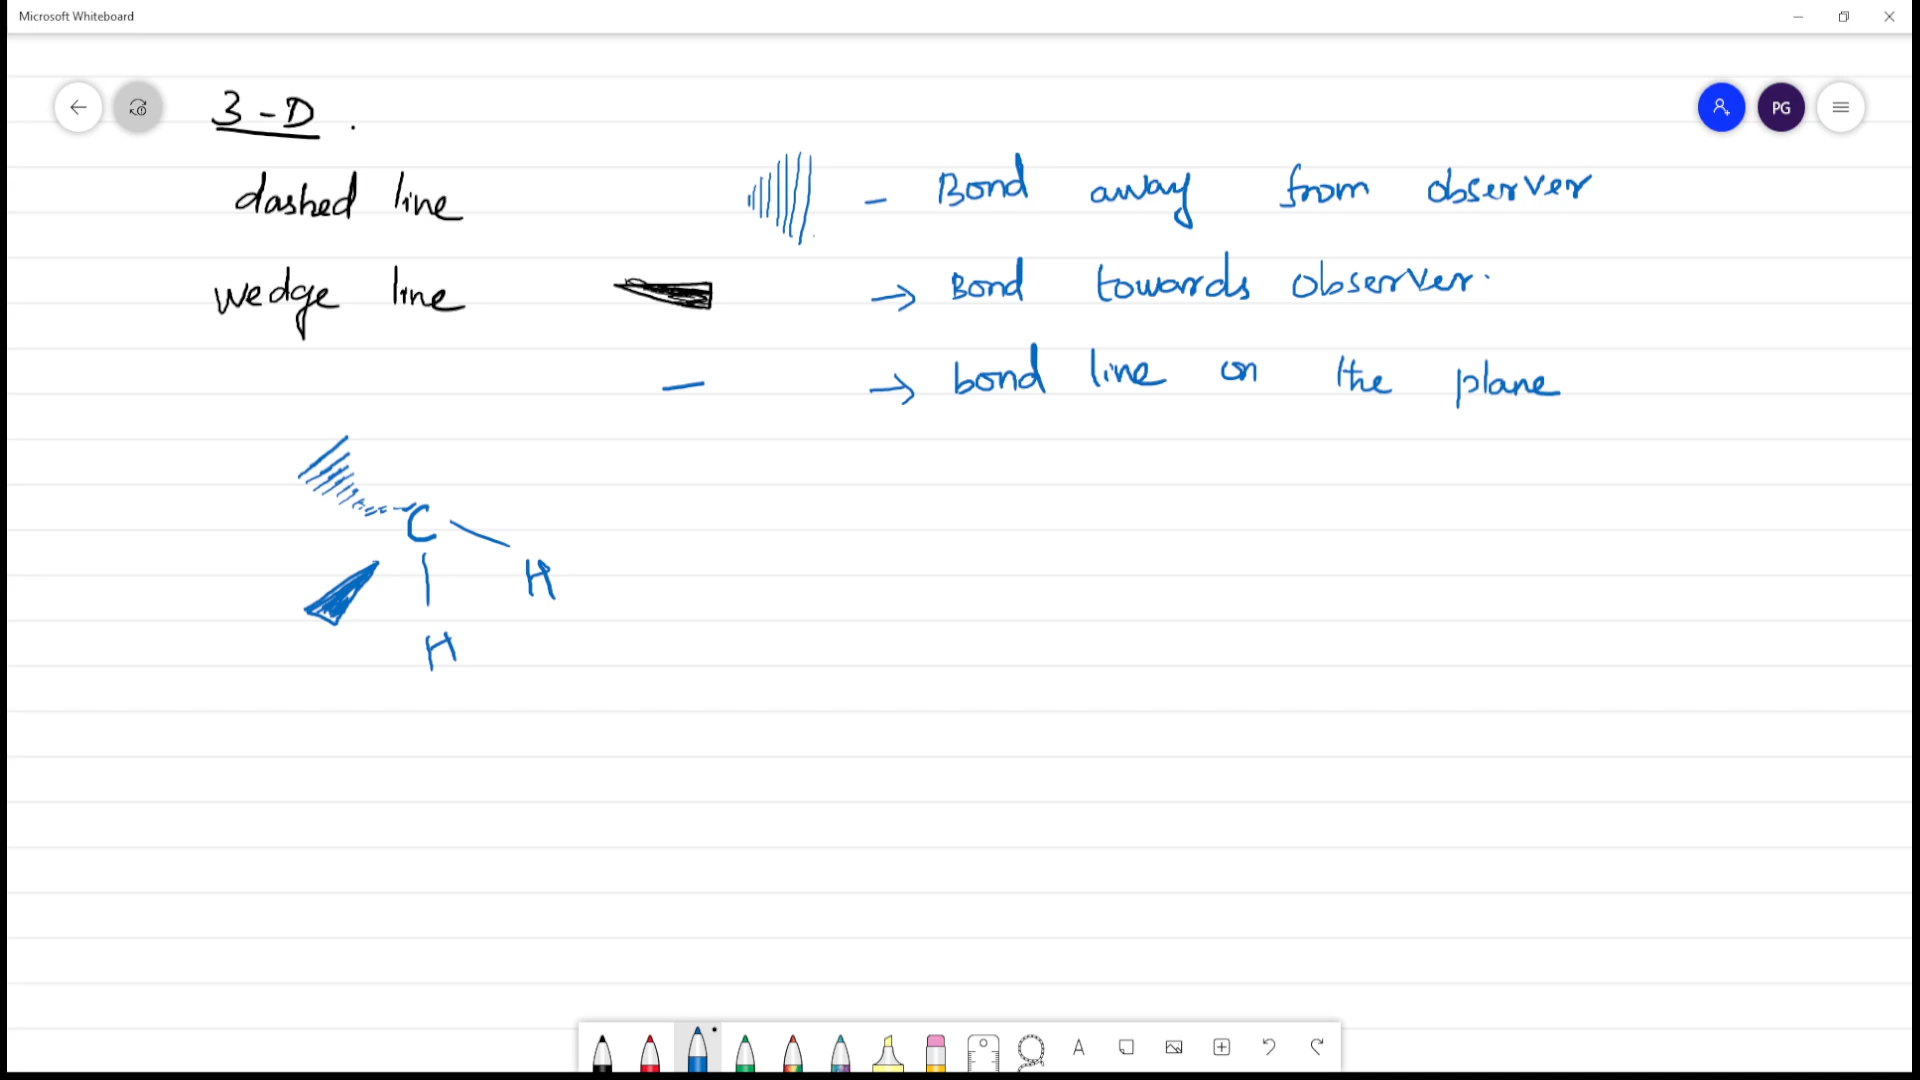 Microsoft Whiteboard
PG
3-D.
dashed line - Bond away from observer
wedge line → Bond towards observer.
— → bond line on the plane
C
H
H
A